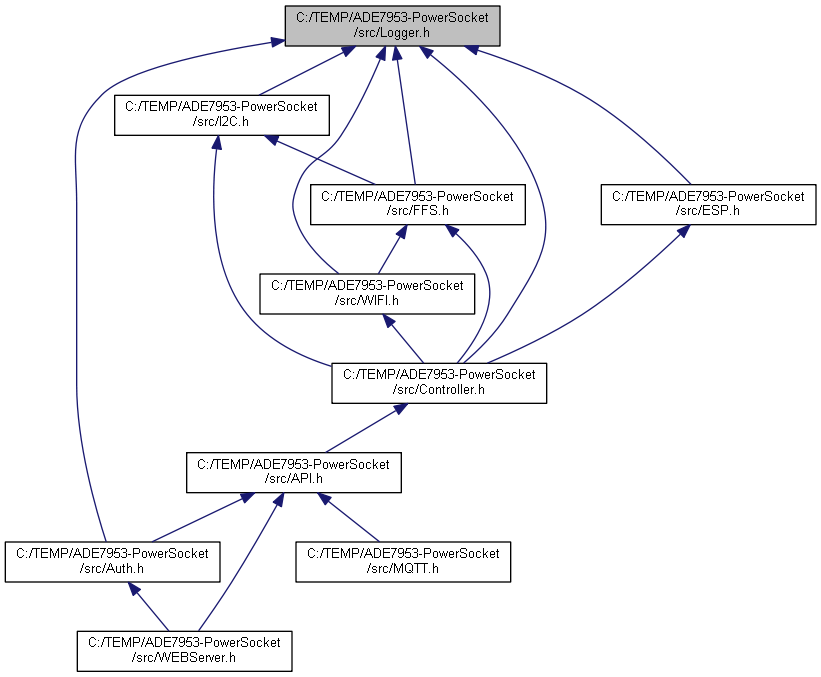 C:/TEMP/ADE7953-PowerSocket
/src/Logger.h
C:/TEMP/ADE7953-PowerSocket
/src/I2C.h
C:/TEMP/ADE7953-PowerSocket
/src/FFS.h
C:/TEMP/ADE7953-PowerSocket
/src/ESP.h
C:/TEMP/ADE7953-PowerSocket
/src/WIFI.h
C:/TEMP/ADE7953-PowerSocket
/src/Controller.h
C:/TEMP/ADE7953-PowerSocket
/src/API.h
C:/TEMP/ADE7953-PowerSocket
/src/Auth.h
C:/TEMP/ADE7953-PowerSocket
/src/MQTT.h
C:/TEMP/ADE7953-PowerSocket
/src/WEBServer.h